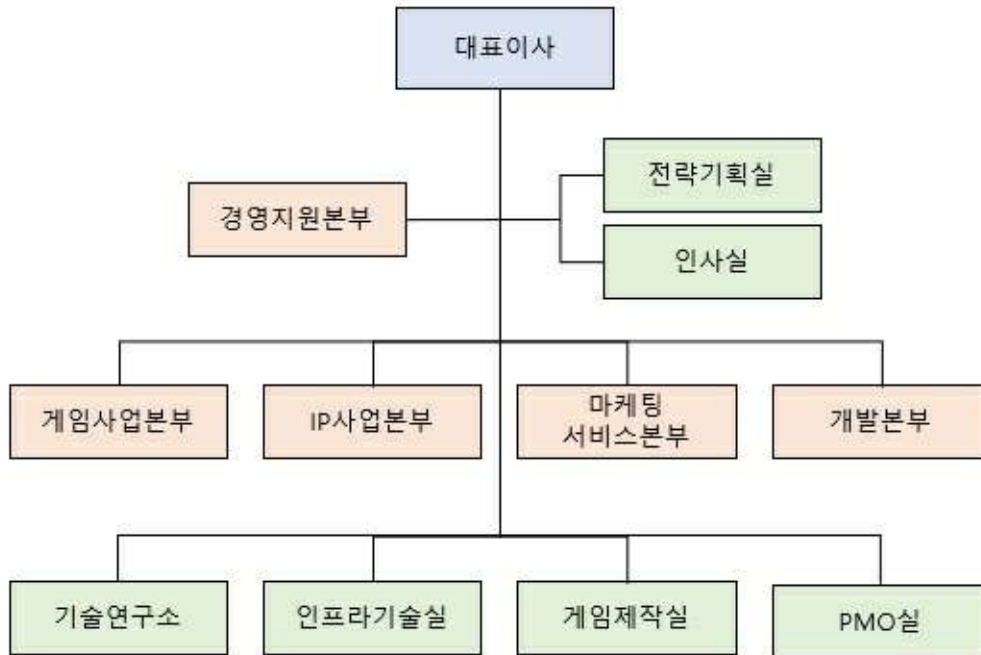 대표이사
전략기획실
경영지원본부
인사실
게임사업본부
IP사업본부
마케팅
서비스본부
개발본부
기술연구소
인프라기술실
게임제작실
PMO실